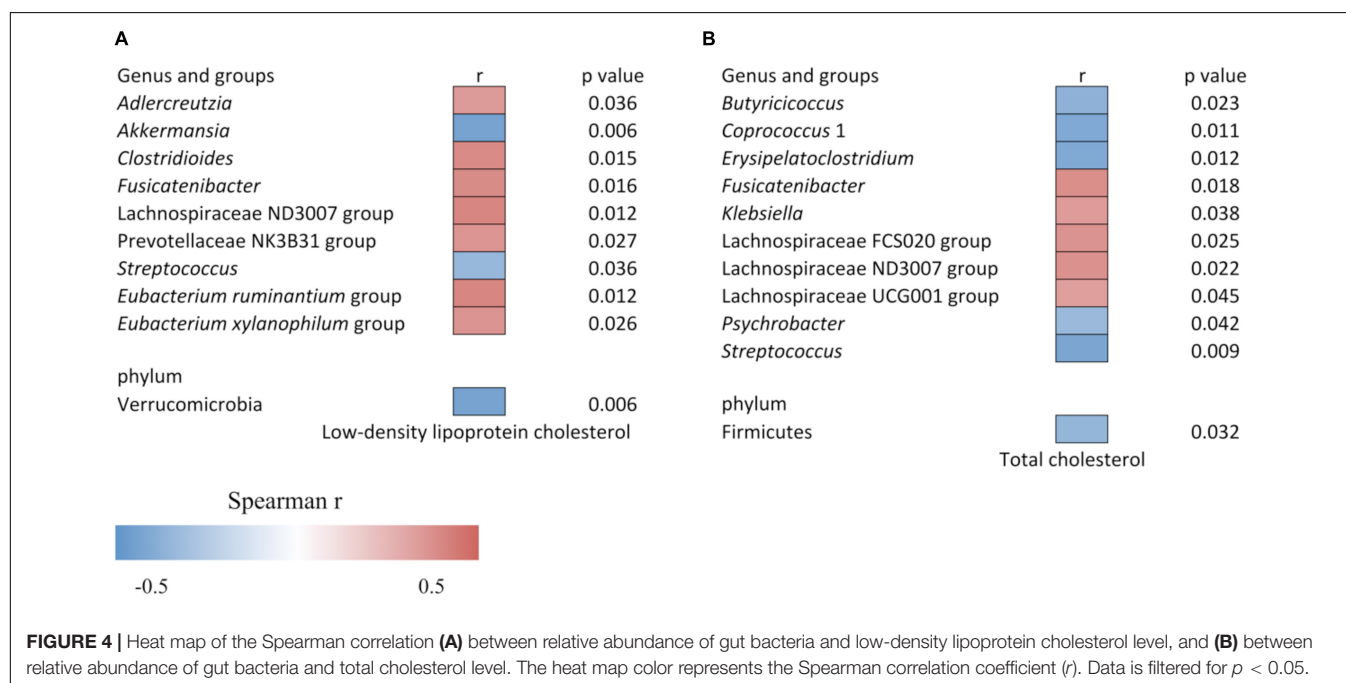 A
Genus and groups r p value
Adlercreutzia 0.036
Akkermansia 0.006
Clostridioides 0.015
Fusicatenibacter 0.016
Lachnospiraceae ND3007 group 0.012
Prevotellaceae NK3B31 group 0.027
Streptococcus 0.036
Eubacterium ruminantium group 0.012
Eubacterium xylanophilum group 0.026
phylum
Verrucomicrobia 0.006
Low-density lipoprotein cholesterol
B
Genus and groups r p value
Butyricicoccus 0.023
Coprococcus 1 0.011
Erysipelatoclostridium 0.012
Fusicatenibacter 0.018
Klebsiella 0.038
Lachnospiraceae FCS020 group 0.025
Lachnospiraceae ND3007 group 0.022
Lachnospiraceae UCG001 group 0.045
Psychrobacter 0.042
Streptococcus 0.009
phylum
Firmicutes 0.032
Total cholesterol
Spearman r
-0.5 0.5
FIGURE 4 | Heat map of the Spearman correlation (A) between relative abundance of gut bacteria and low-density lipoprotein cholesterol level, and (B) between
relative abundance of gut bacteria and total cholesterol level. The heat map color represents the Spearman correlation coefficient (r). Data is filtered for p < 0.05.